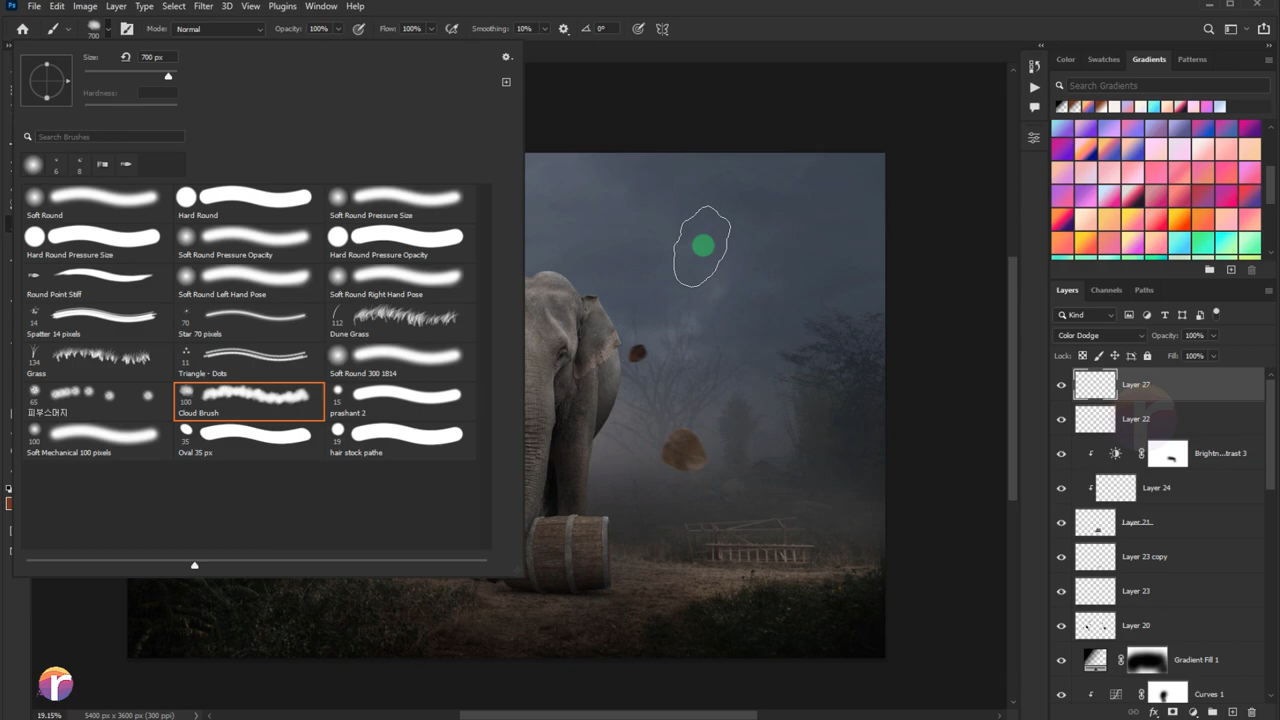 Ps File Edit Image Layer Type Select Filter 3D View Plugins Window Help
700 Mode: Normal Opacity: 100% Flow: 100% Smoothing: 10% 0°
Size: 700 px
Hardness:
Search Brushes
6 8
Soft Round Hard Round Soft Round Pressure Size
Hard Round Pressure Size Soft Round Pressure Opacity Hard Round Pressure Opacity
Round Point Stiff Soft Round Left Hand Pose Soft Round Right Hand Pose
14 70 112
Spatter 14 pixels Star 70 pixels Dune Grass
134 11
Grass Triangle - Dots Soft Round 300 1814
65 100 15
피부스머지 Cloud Brush prashant 2
100 35 19
Soft Mechanical 100 pixels Oval 35 px hair stock pathe
Color Swatches Gradients Patterns
Search Gradients
Layers Channels Paths
Kind
Color Dodge Opacity: 100%
Lock: Fill: 100%
Layer 27
Layer 22
Brightn...trast 3
Layer 24
Layer 21
Layer 23 copy
Layer 23
Layer 20
Gradient Fill 1
Curves 1
r
19.15% 5400 px x 3600 px (300 ppi)